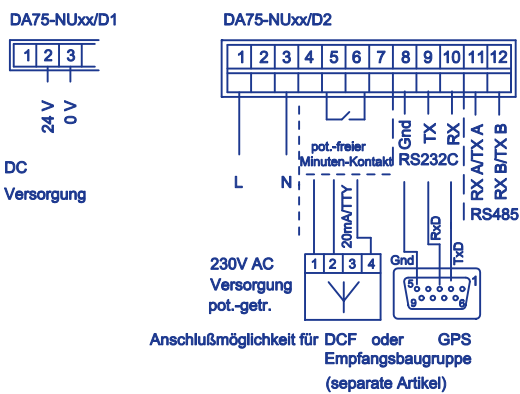 DA75-NUxx/D1
DA75-NUxx/D2
1 2 3
1 2 3 4 5 6 7 8 9 10 11 12
24 V
0 V
DC
Versorgung
L
N
pot.-freier
Minuten-Kontakt
Gnd
TX
RX
RS232C
RX A/TX A
RX B/TX B
RS485
20mA/TTY
Gnd
RxD
TxD
230V AC
Versorgung
pot.-getr.
1 2 3 4
5 1
9 6
Anschlußmöglichkeit für DCF oder GPS
Empfangsbaugruppe
(separate Artikel)